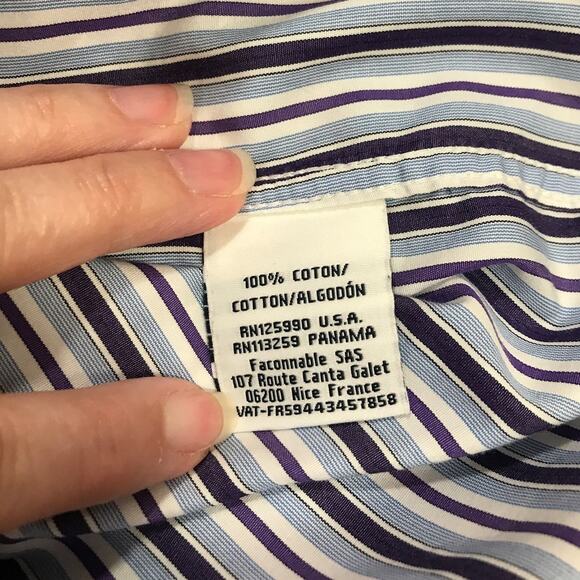 100% COTON/
COTTON/ALGODÓN
RN125990 U.S.A.
RN113259 PANAMA
Faconnable SAS
107 Route Canta Galet
06200 Nice France
VAT-FR59443457858